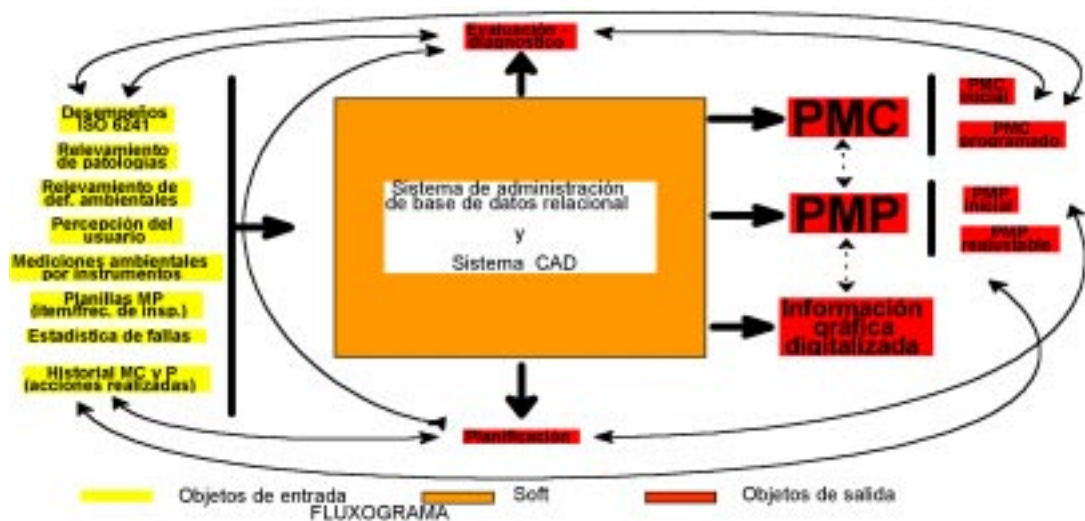 Evaluación -
diagnostico
Desempeños
ISO 6241
Relevamiento
de patologías
Relevamiento de
def. ambientales
Percepción del
usuario
Mediciones ambientales
por instrumentos
Planillas MP
(item/frec. de insp.)
Estadística de fallas
Historial MC y P
(acciones realizadas)
Sistema de administración
de base de datos relacional
y
Sistema CAD
PMC
PMP
Información
gráfica
digitalizada
PMC
inicial
PMC
programado
PMP
inicial
PMP
reajustable
Planificación
Objetos de entrada
Soft
Objetos de salida
FLUXOGRAMA